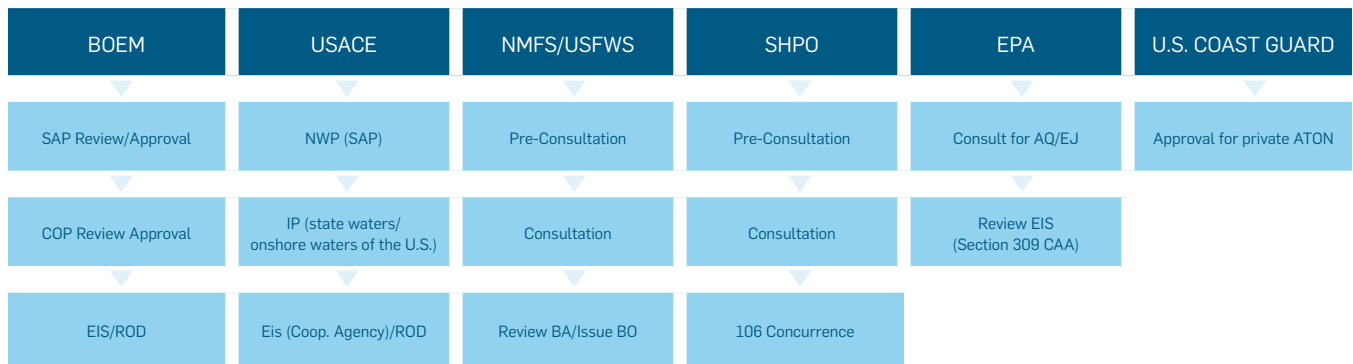 BOEM
USACE
NMFS/USFWS
SHPO
EPA
U.S. COAST GUARD
SAP Review/Approval
NWP (SAP)
Pre-Consultation
Pre-Consultation
Consult for AQ/EJ
Approval for private ATON
COP Review Approval
IP (state waters/
onshore waters of the U.S.)
Consultation
Consultation
Review EIS
(Section 309 CAA)
EIS/ROD
Eis (Coop. Agency)/ROD
Review BA/Issue BO
106 Concurrence